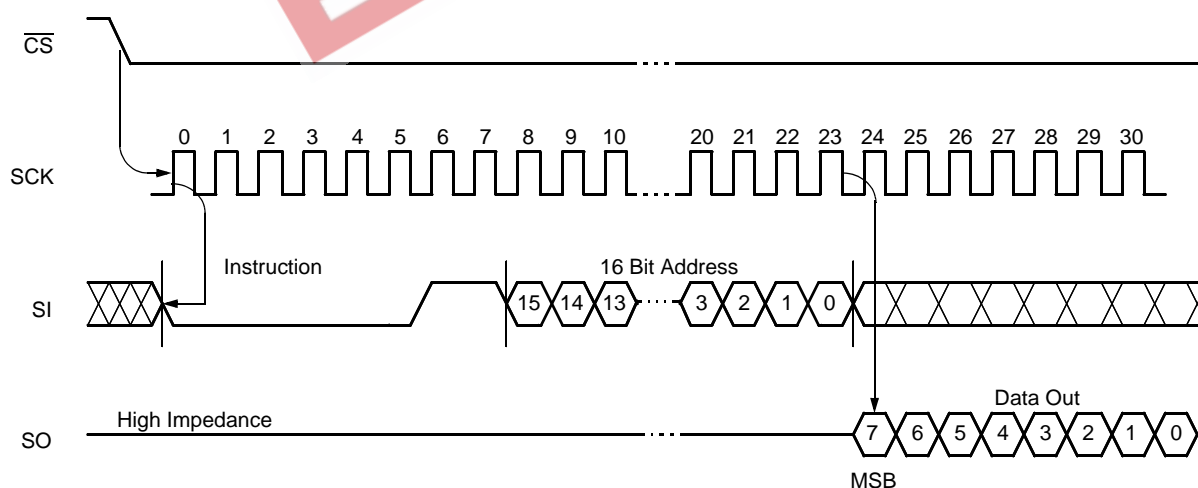 CS
0 1 2 3 4 5 6 7 8 9 10 20 21 22 23 24 25 26 27 28 29 30
SCK
Instruction
16 Bit Address
SI
15 14 13 3 2 1 0
Data Out
High Impedance
SO
7 6 5 4 3 2 1 0
MSB